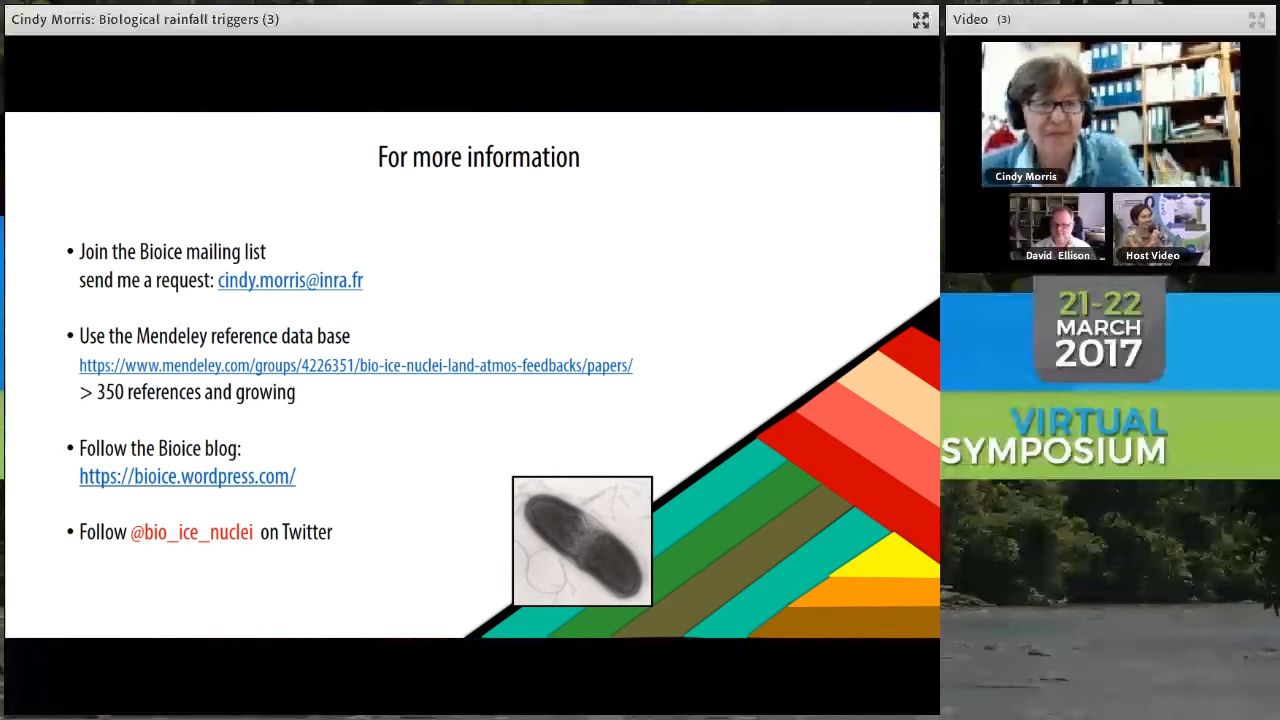 Cindy Morris: Biological rainfall triggers (3)
For more information
• Join the Bioice mailing list
send me a request: cindy.morris@inra.fr
• Use the Mendeley reference data base
https://www.mendeley.com/groups/4226351/bio-ice-nuclei-land-atmos-feedbacks/papers/
> 350 references and growing
• Follow the Bioice blog:
https://bioice.wordpress.com/
• Follow @bio_ice_nuclei on Twitter
Video (3)
Cindy Morris
David Ellison
Host Video
21-22
MARCH
2017
VIRTUAL
SYMPOSIUM